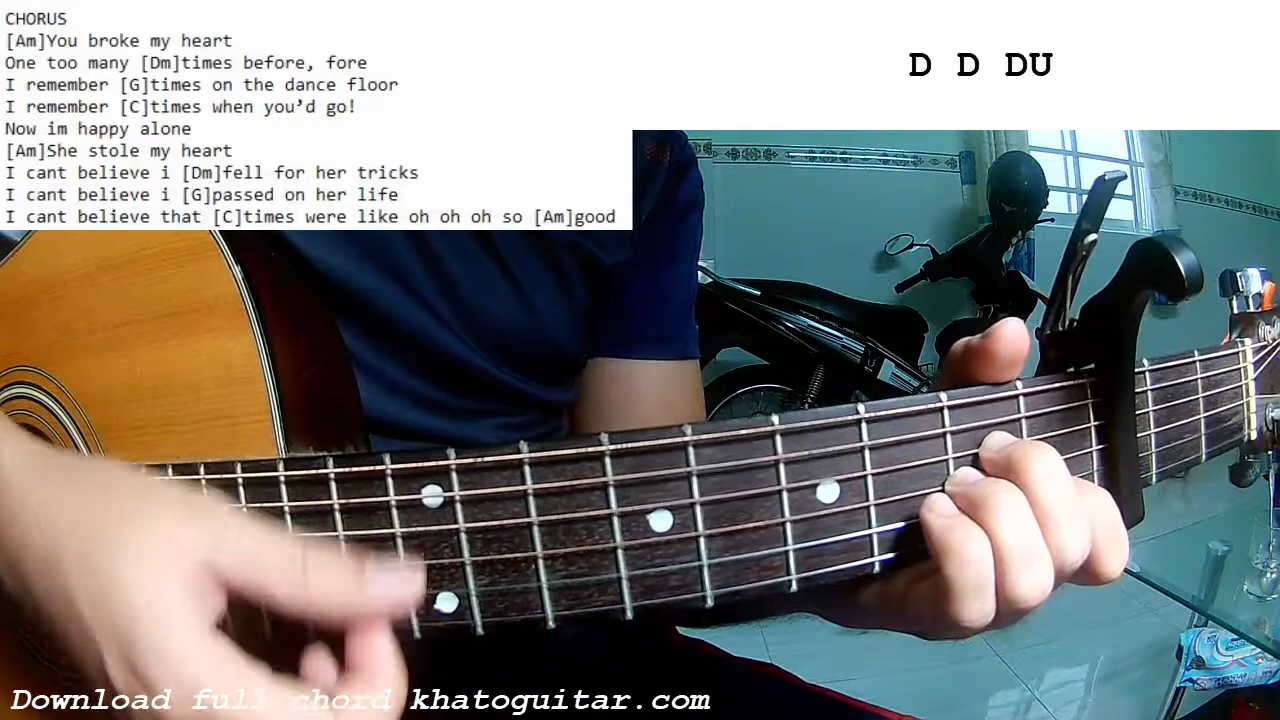 CHORUS
[Am]You broke my heart
One too many [Dm]times before, fore
I remember [G]times on the dance floor
I remember [C]times when you’d go!
Now im happy alone
[Am]She stole my heart
I cant believe i [Dm]fell for her tricks
I cant believe i [G]passed on her life
I cant believe that [C]times were like oh oh oh so [Am]good
D D DU
Download full chord khatoguitar.com